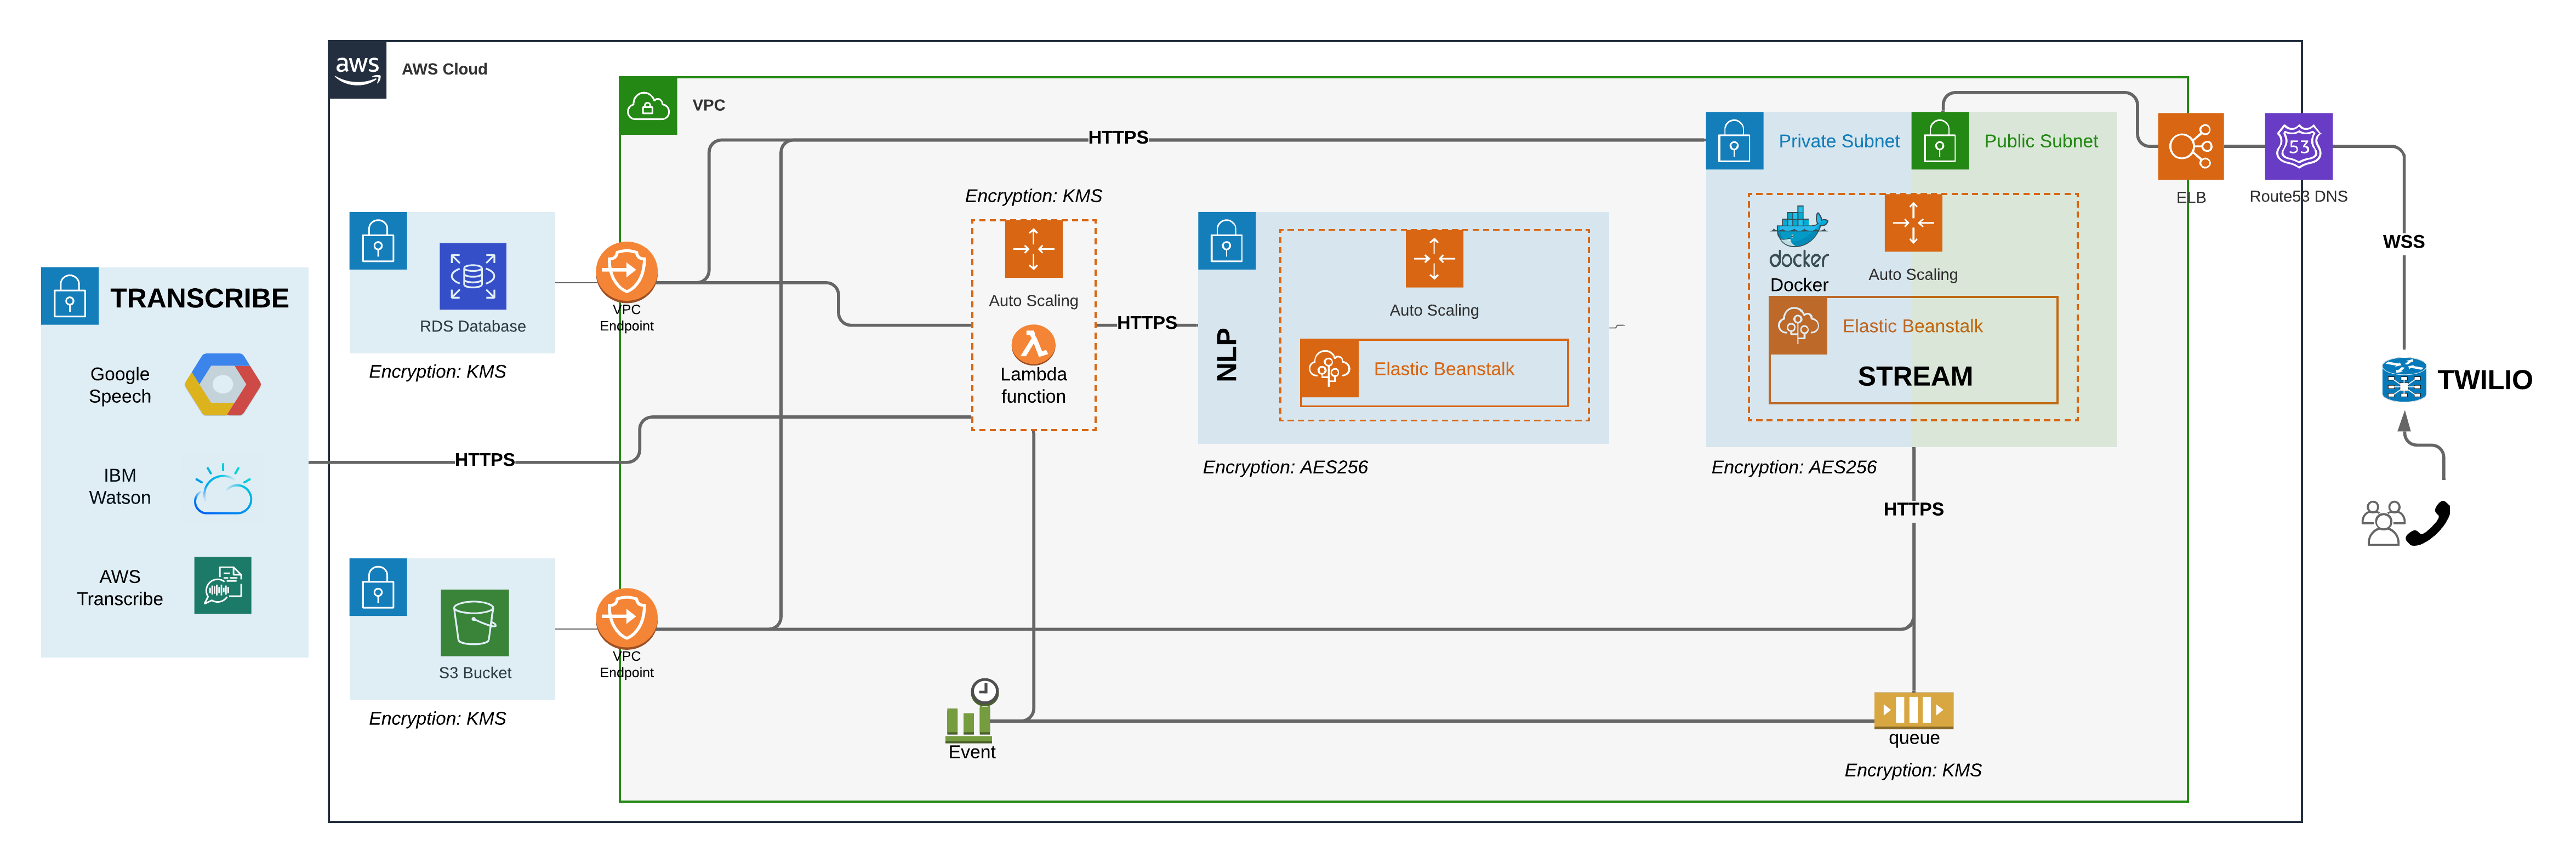 aws
AWS Cloud
VPC
HTTPS
Private Subnet
Public Subnet
53
ELB
Route53 DNS
Encryption: KMS
WSS
docker
Docker
Auto Scaling
Elastic Beanstalk
STREAM
Encryption: AES256
TRANSCRIBE
Google
Speech
IBM
Watson
AWS
Transcribe
RDS Database
Encryption: KMS
VPC
Endpoint
Auto Scaling
Lambda
function
HTTPS
NLP
Auto Scaling
Elastic Beanstalk
Encryption: AES256
TWILIO
HTTPS
HTTPS
S3 Bucket
Encryption: KMS
VPC
Endpoint
Event
queue
Encryption: KMS